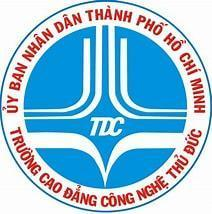 ỦY BAN NHÂN DÂN THÀNH PHỐ HỒ CHÍ MINH
TDC
TRƯỜNG CAO ĐẲNG CÔNG NGHỆ THỦ ĐỨC